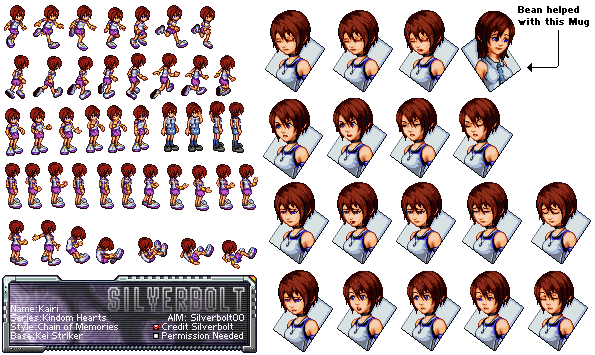 Bean helped
with this Mug
SILVERBOLT
Name:Kairi
Series:Kindom Hearts
AIM: Silverbolt00
Style:Chain of Memories
Credit Silverbolt
Base:Kei Striker
Permission Needed